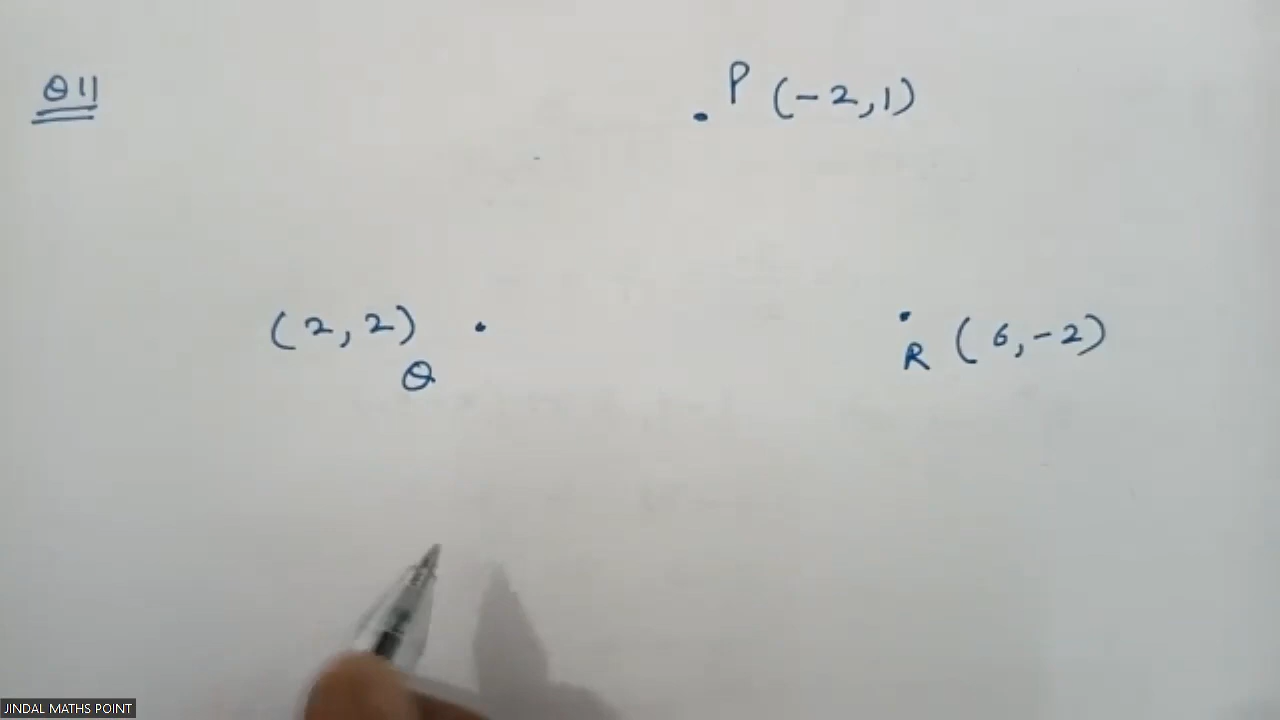 Q11
P (-2,1)
(2,2)
Q
R (6,-2)
JINDAL MATHS POINT